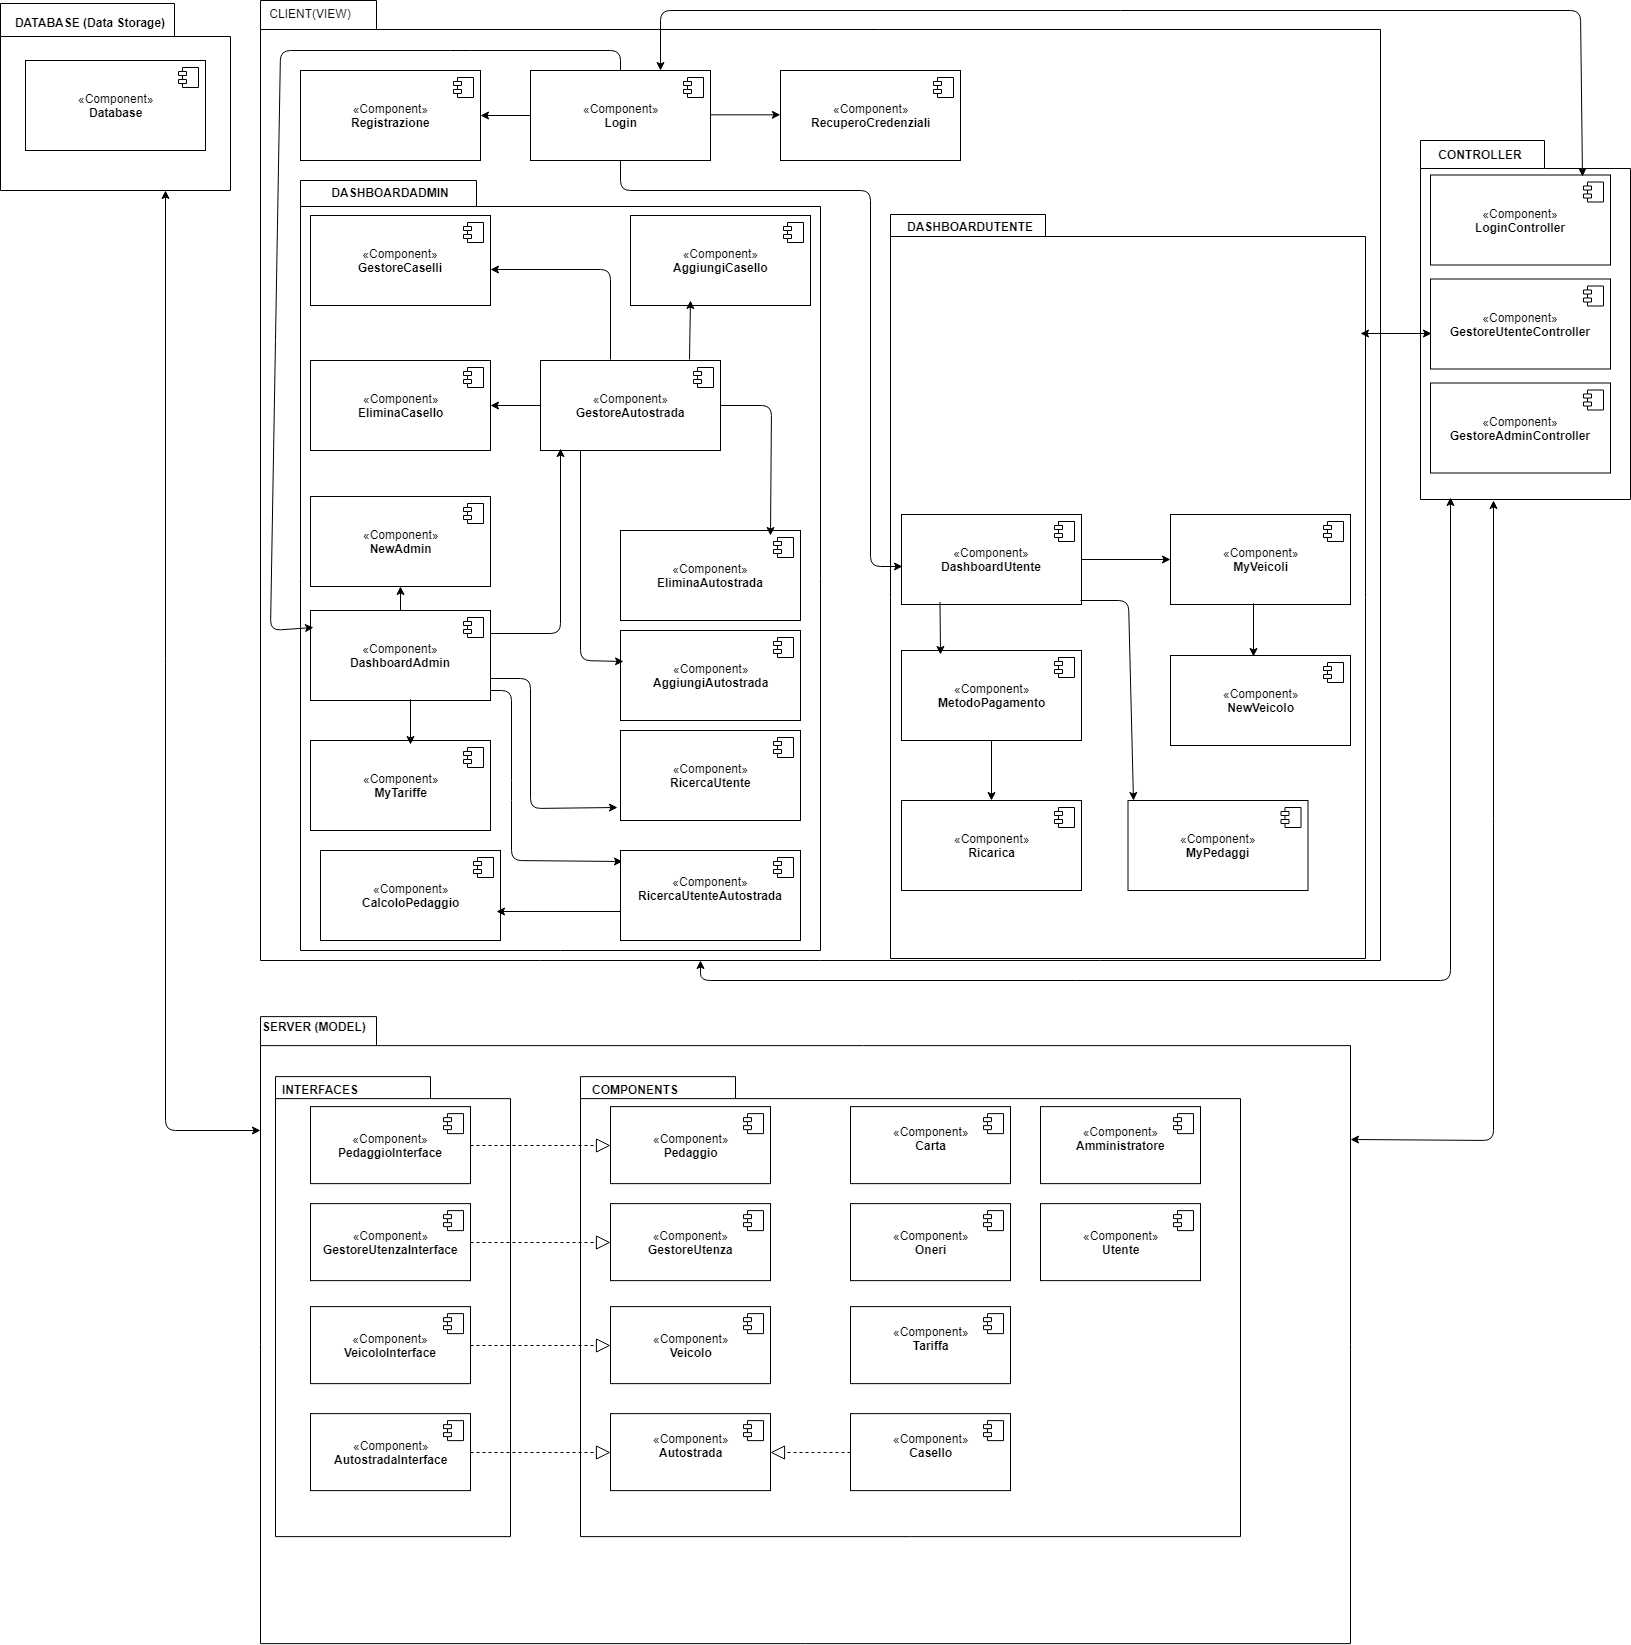 DATABASE (Data Storage)
«Component»
Database
CLIENT(VIEW)
«Component»
Registrazione
«Component»
Login
«Component»
RecuperoCredenziali
DASHBOARDADMIN
«Component»
GestoreCaselli
«Component»
AggiungiCasello
«Component»
EliminaCasello
«Component»
GestoreAutostrada
«Component»
NewAdmin
«Component»
EliminaAutostrada
«Component»
DashboardAdmin
«Component»
AggiungiAutostrada
«Component»
MyTariffe
«Component»
RicercaUtente
«Component»
CalcoloPedaggio
«Component»
RicercaUtenteAutostrada
DASHBOARDUTENTE
«Component»
DashboardUtente
«Component»
MyVeicoli
«Component»
MetodoPagamento
«Component»
NewVeicolo
«Component»
Ricarica
«Component»
MyPedaggi
CONTROLLER
«Component»
LoginController
«Component»
GestoreUtenteController
«Component»
GestoreAdminController
SERVER (MODEL)
INTERFACES
«Component»
PedaggioInterface
«Component»
GestoreUtenzaInterface
«Component»
VeicoloInterface
«Component»
AutostradaInterface
COMPONENTS
«Component»
Pedaggio
«Component»
Carta
«Component»
Amministratore
«Component»
GestoreUtenza
«Component»
Oneri
«Component»
Utente
«Component»
Veicolo
«Component»
Tariffa
«Component»
Autostrada
«Component»
Casello